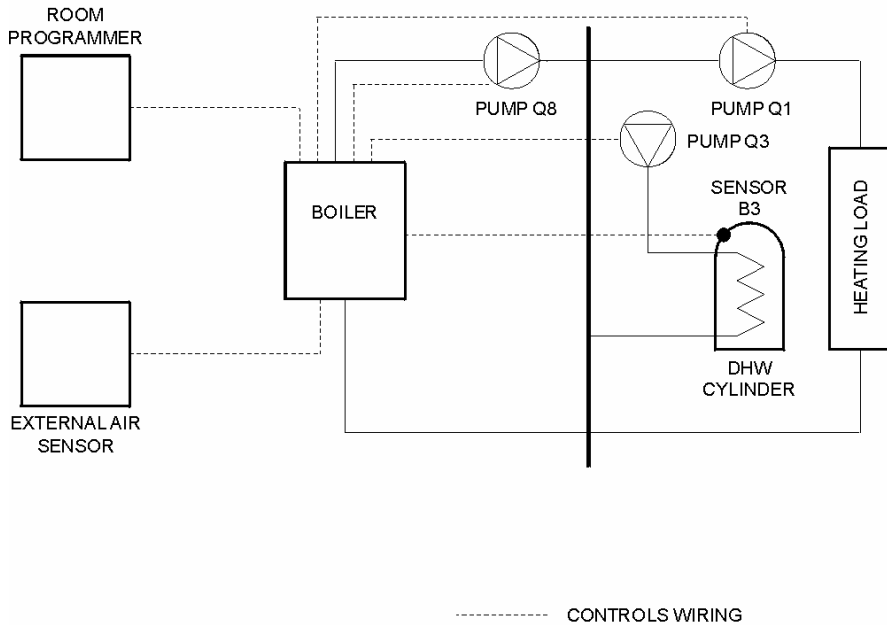 ROOM
PROGRAMMER
PUMP Q8
PUMP Q1
PUMP Q3
SENSOR
B3
BOILER
HEATING LOAD
DHW
CYLINDER
EXTERNAL AIR
SENSOR
CONTROLS WIRING